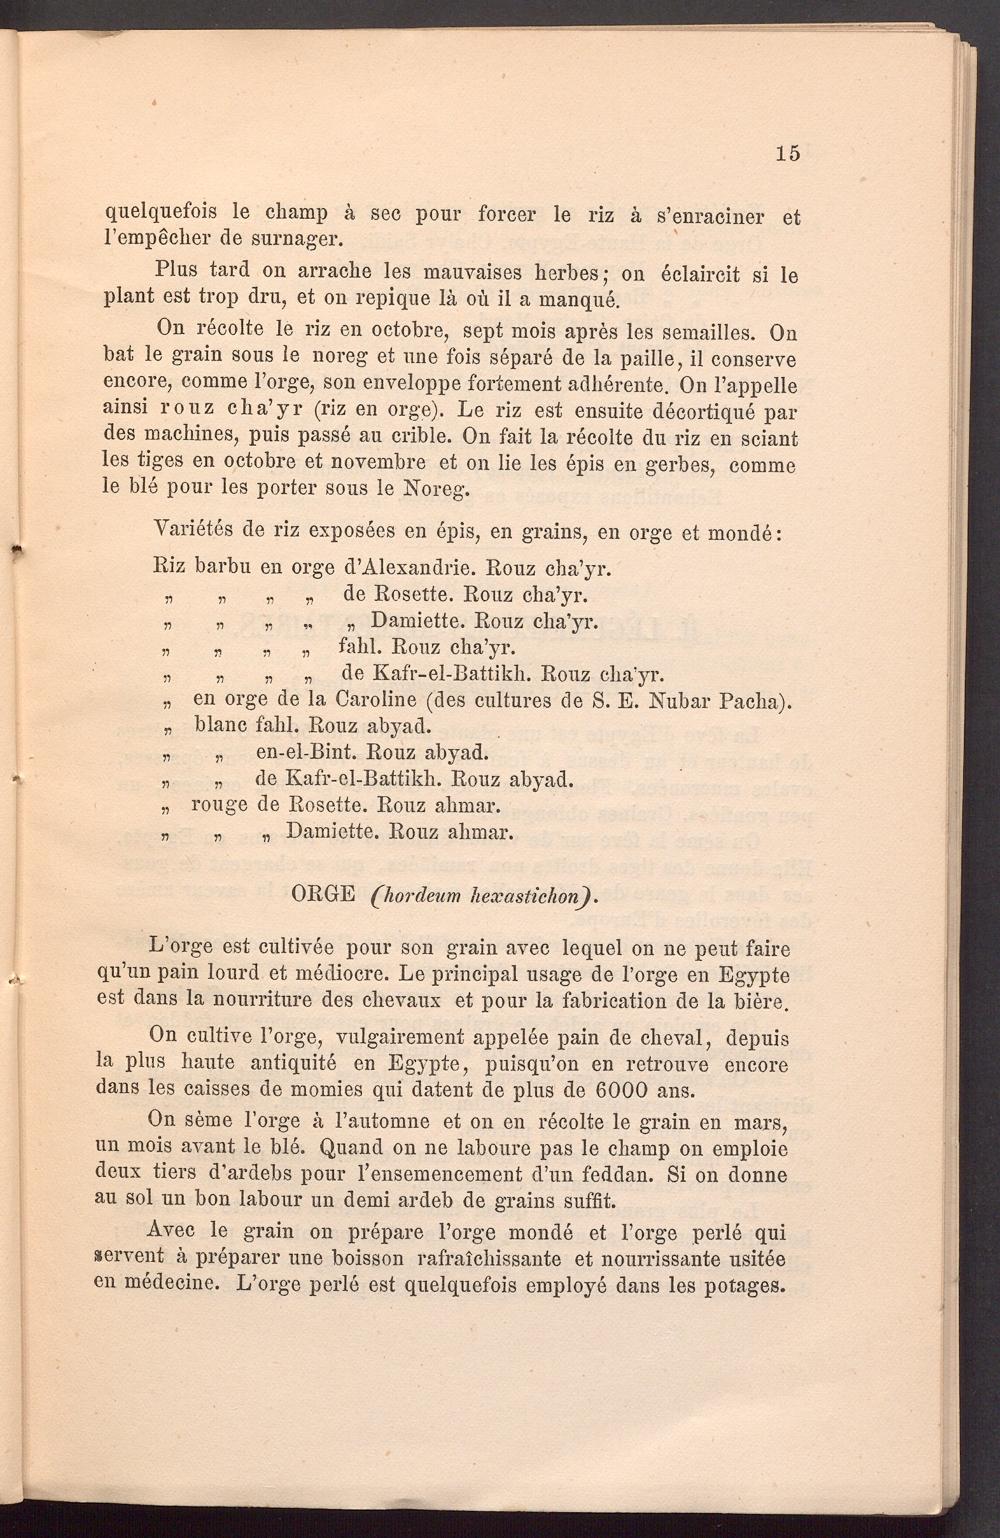 15
quelquefois le champ à sec pour forcer le riz à s'enraciner et
l'empêcher de surnager.
Plus tard on arrache les mauvaises herbes; on éclaircit si le
plant est trop dru, et on repique là où il a manqué.
On récolte le riz en octobre, sept mois après les semailles. On
bat le grain sous le noreg et une fois séparé de la paille, il conserve
encore, comme l'orge, son enveloppe fortement adhérente. On l'appelle
ainsi rouz cha'yr (riz en orge). Le riz est ensuite décortiqué par
des machines, puis passé au crible. On fait la récolte du riz en sciant
les tiges en octobre et novembre et on lie les épis en gerbes, comme
le blé pour les porter sous le Noreg.
Variétés de riz exposées en épis, en grains, en orge et mondé:
Riz barbu en orge d'Alexandrie. Rouz cha'yr.
„ „ „ „ de Rosette. Rouz cha'yr.
„ „ „ „ „ Damiette. Rouz cha'yr.
„ „ „ „ fahl. Rouz cha'yr.
„ „ „ „ de Kafr-el-Battikh. Rouz cha'yr.
„ en orge de la Caroline (des cultures de S. E. Nubar Pacha).
„ blanc fahl. Rouz abyad.
„ „ en-el-Bint. Rouz abyad.
„ „ de Kafr-el-Battikh. Rouz abyad.
„ rouge de Rosette. Rouz ahmar.
„ „ „ Damiette. Rouz ahmar.
ORGE (hordeum hexastichon).
L'orge est cultivée pour son grain avec lequel on ne peut faire
qu'un pain lourd et médiocre. Le principal usage de l'orge en Egypte
est dans la nourriture des chevaux et pour la fabrication de la bière.
On cultive l'orge, vulgairement appelée pain de cheval, depuis
la plus haute antiquité en Egypte, puisqu'on en retrouve encore
dans les caisses de momies qui datent de plus de 6000 ans.
On sème l'orge à l'automne et on en récolte le grain en mars,
un mois avant le blé. Quand on ne laboure pas le champ on emploie
deux tiers d'ardebs pour l'ensemencement d'un feddan. Si on donne
au sol un bon labour un demi ardeb de grains suffit.
Avec le grain on prépare l'orge mondé et l'orge perlé qui
servent à préparer une boisson rafraîchissante et nourrissante usitée
en médecine. L'orge perlé est quelquefois employé dans les potages.